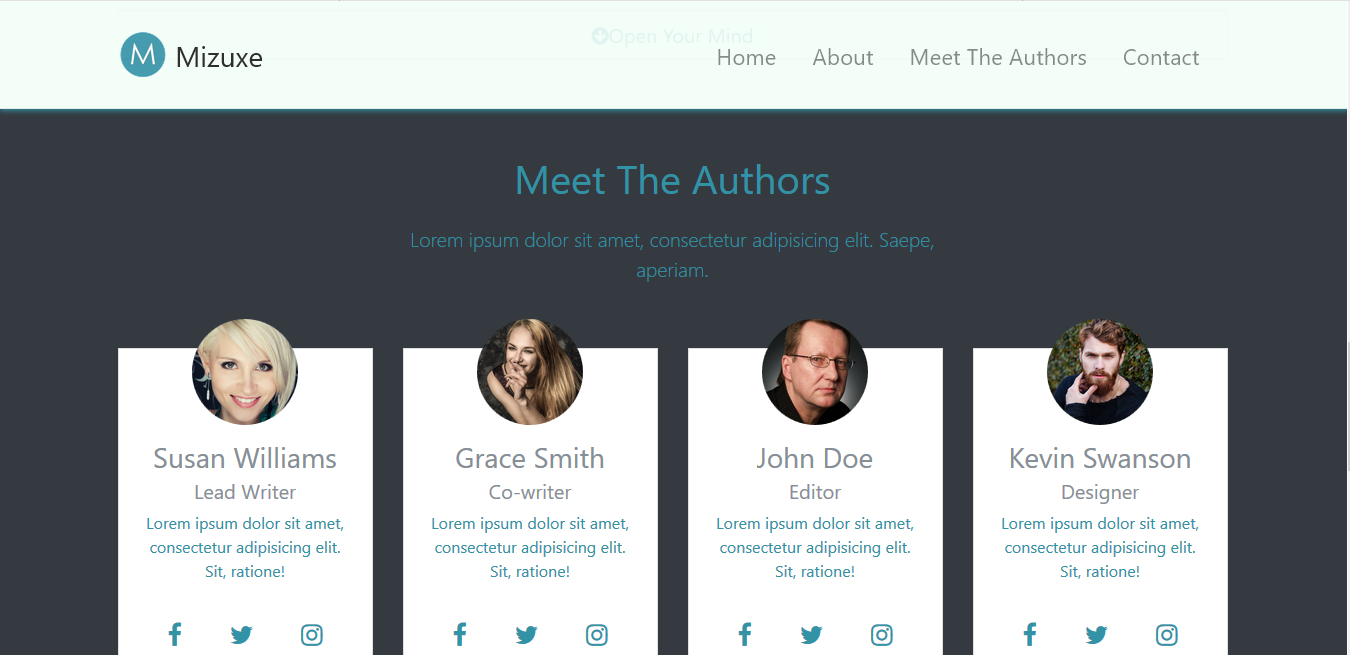 Open Your Mind
M Mizuxe
Home About Meet The Authors Contact
Meet The Authors
Lorem ipsum dolor sit amet, consectetur adipisicing elit. Saepe,
aperiam.
Susan Williams
Lead Writer
Lorem ipsum dolor sit amet,
consectetur adipisicing elit.
Sit, ratione!
Grace Smith
Co-writer
Lorem ipsum dolor sit amet,
consectetur adipisicing elit.
Sit, ratione!
John Doe
Editor
Lorem ipsum dolor sit amet,
consectetur adipisicing elit.
Sit, ratione!
Kevin Swanson
Designer
Lorem ipsum dolor sit amet,
consectetur adipisicing elit.
Sit, ratione!